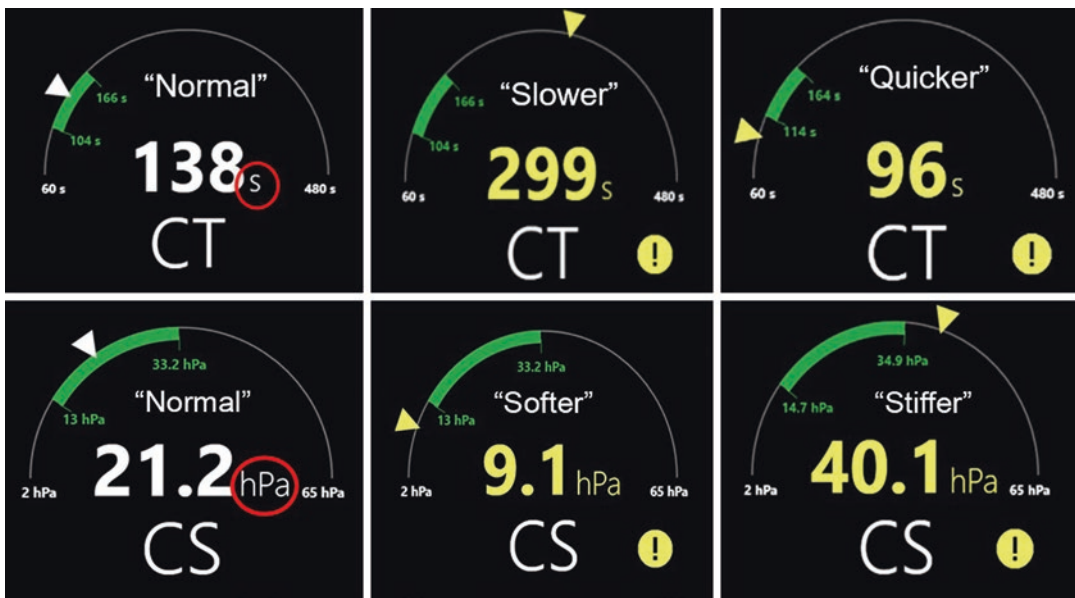 “Normal”
166 s
104 s
138 s
60 s
480 s
CT
“Slower”
166 s
104 s
299 s
60 s
480 s
CT
!
“Quicker”
164 s
114 s
96 s
60 s
480 s
CT
!
33.2 hPa
“Normal”
13 hPa
21.2 hPa
2 hPa
65 hPa
CS
33.2 hPa
“Softer”
13 hPa
9.1 hPa
2 hPa
65 hPa
CS
!
34.9 hPa
“Stiffer”
14.7 hPa
40.1 hPa
2 hPa
65 hPa
CS
!